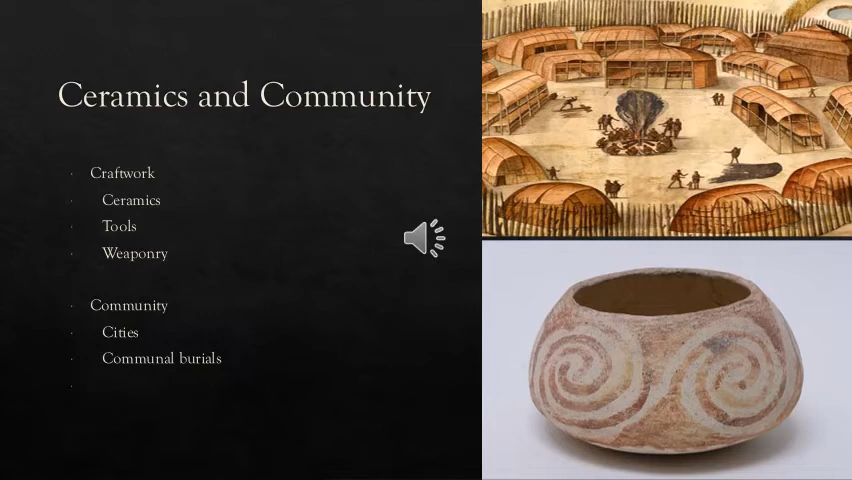 Ceramics and Community
Craftwork
Ceramics
Tools
Weaponry
Community
Cities
Communal burials